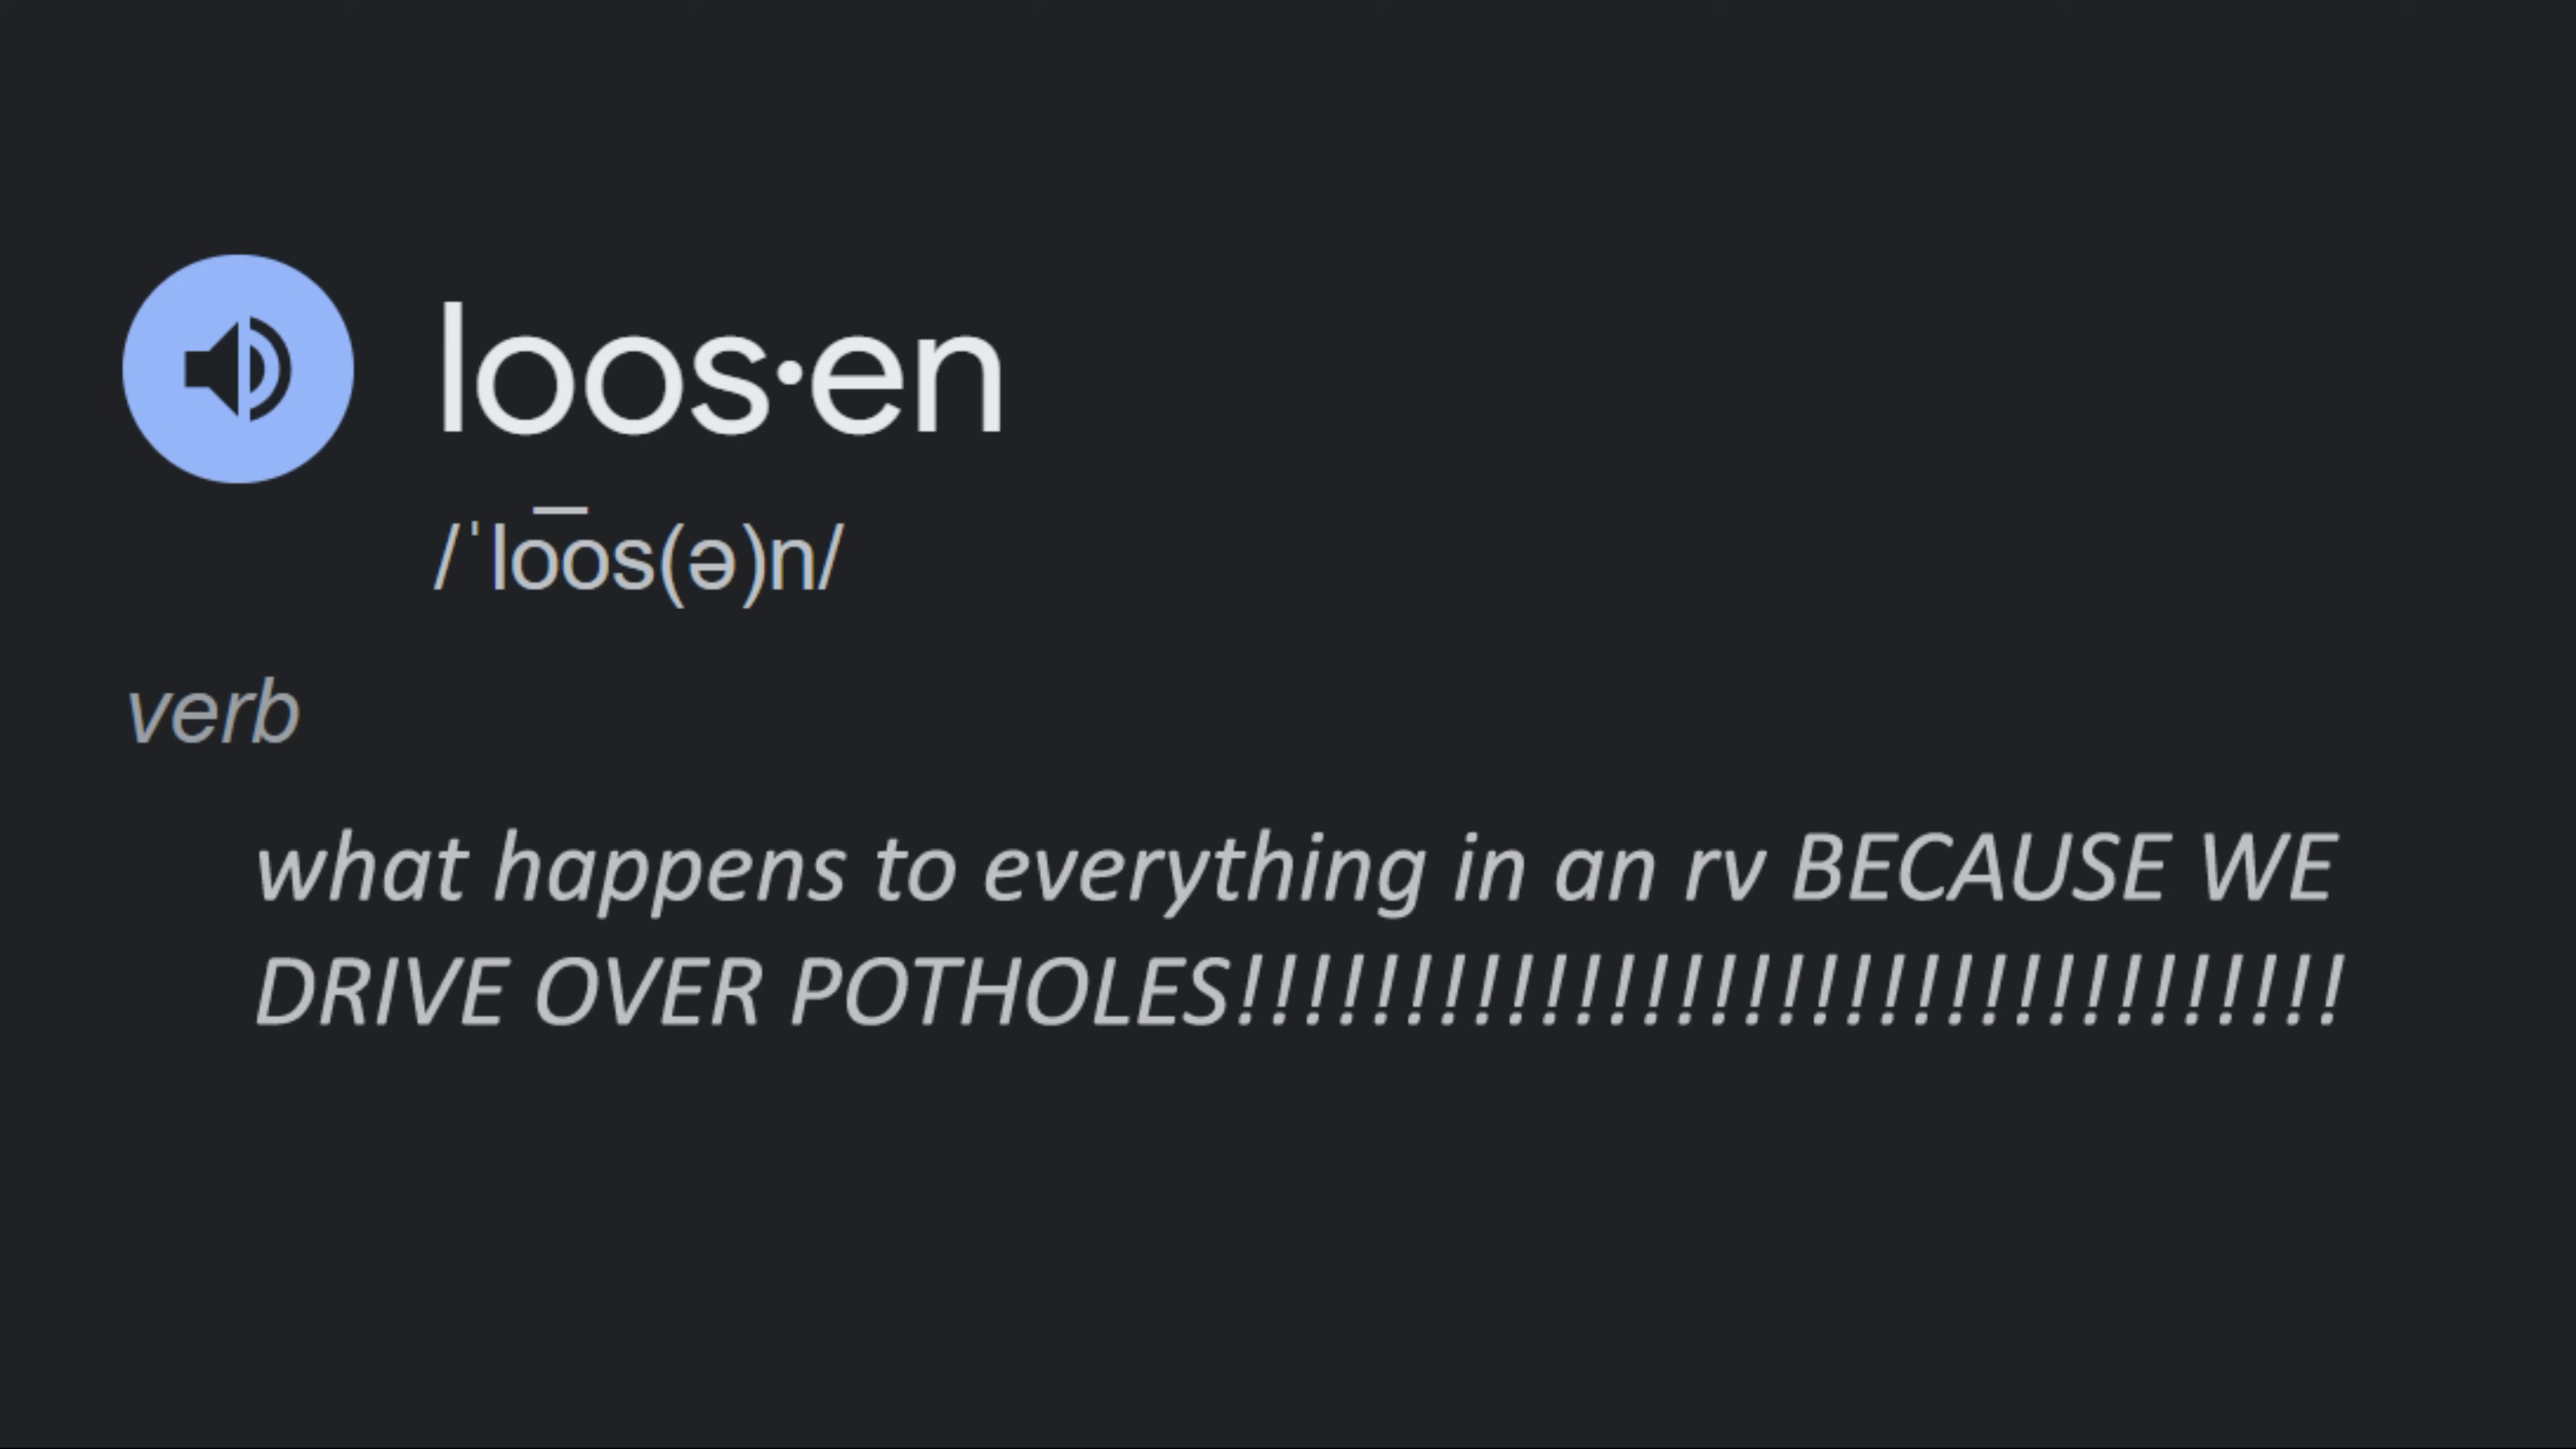 loos·en
/ˈlo͞os(ə)n/
verb
what happens to everything in an rv BECAUSE WE
DRIVE OVER POTHOLES!!!!!!!!!!!!!!!!!!!!!!!!!!!!!!!!!